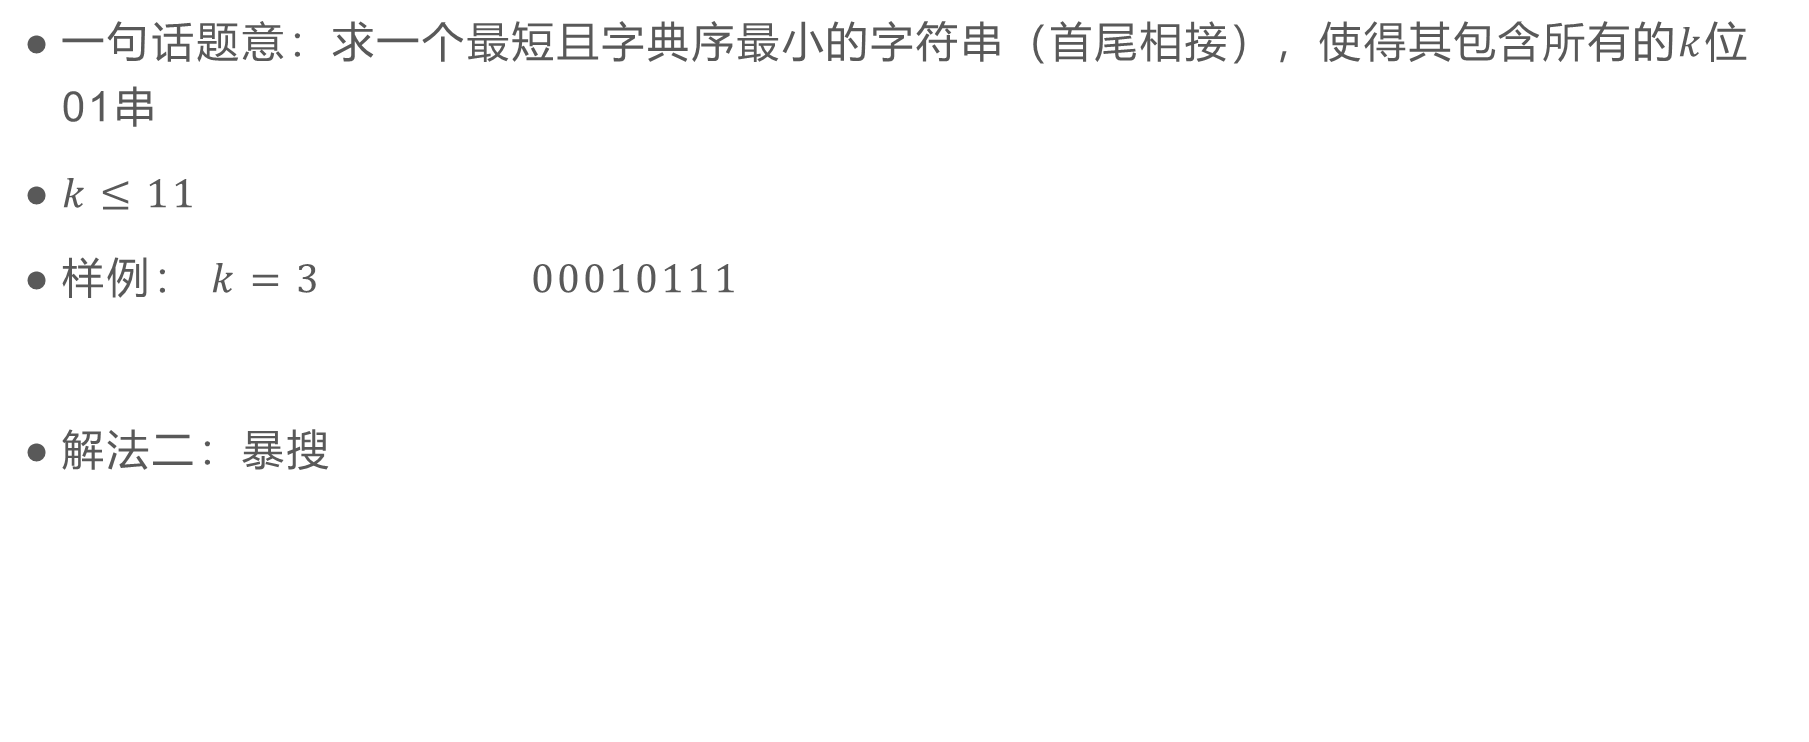 ● 一句话题意：求一个最短且字典序最小的字符串（首尾相接），使得其包含所有的k位
01串
● k ≤ 11
● 样例： k = 3 00010111
● 解法二：暴搜